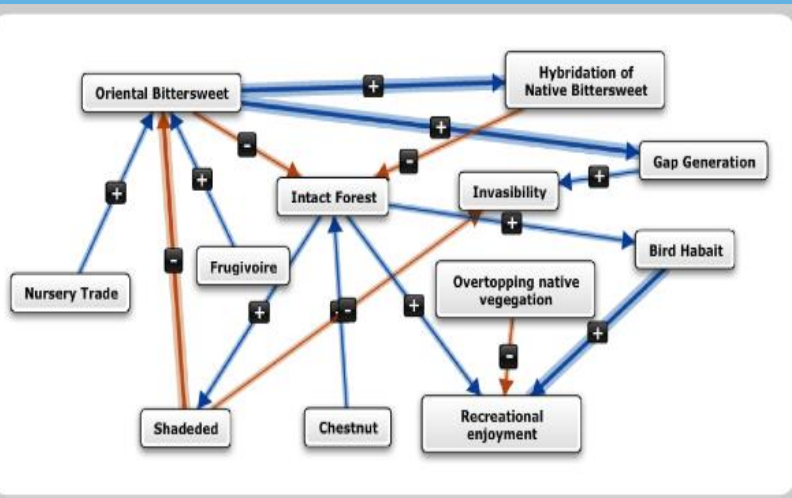 Oriental Bittersweet
Hybridation of
Native Bittersweet
+
+
Gap Generation
-
-
+
Intact Forest
Invasibility
+
+
+
Bird Habait
Frugivoire
-
Nursery Trade
Overtopping native
vegegation
+
-
+
+
-
Shadeded
Chestnut
Recreational
enjoyment